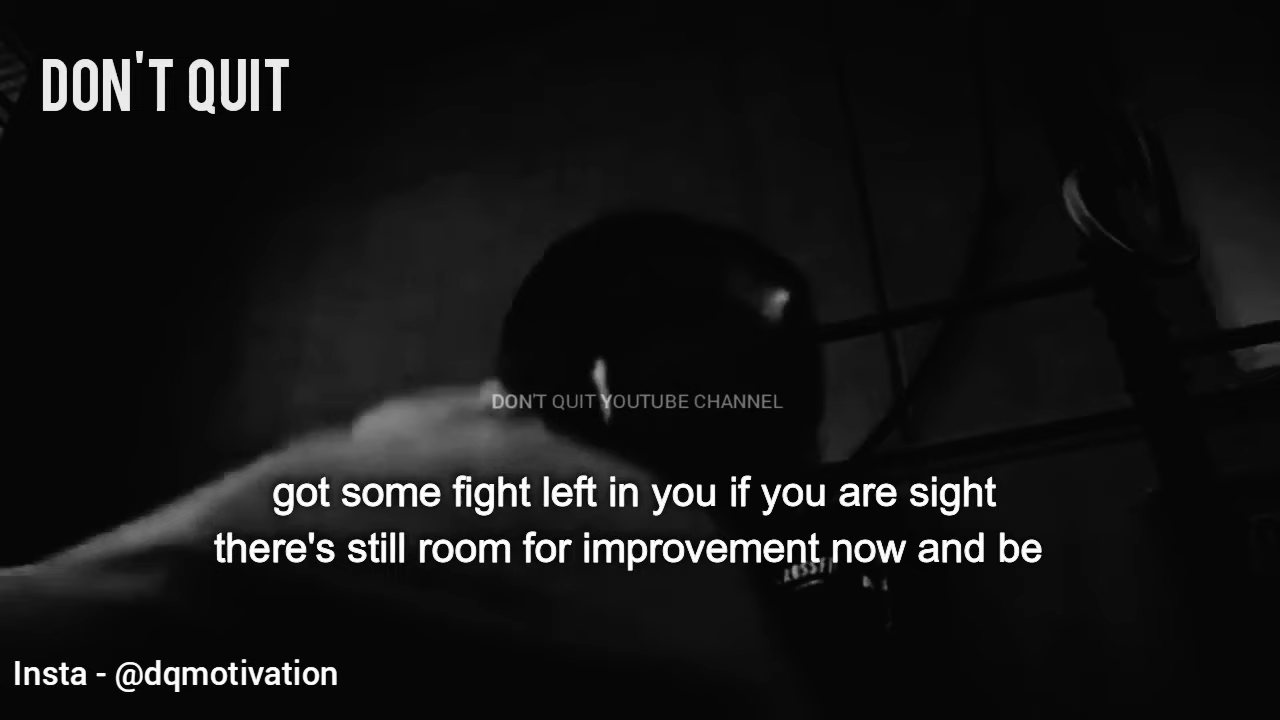 DON'T QUIT
DON'T QUIT YOUTUBE CHANNEL
got some fight left in you if you are sight
there's still room for improvement now and be
Insta - @dqmotivation